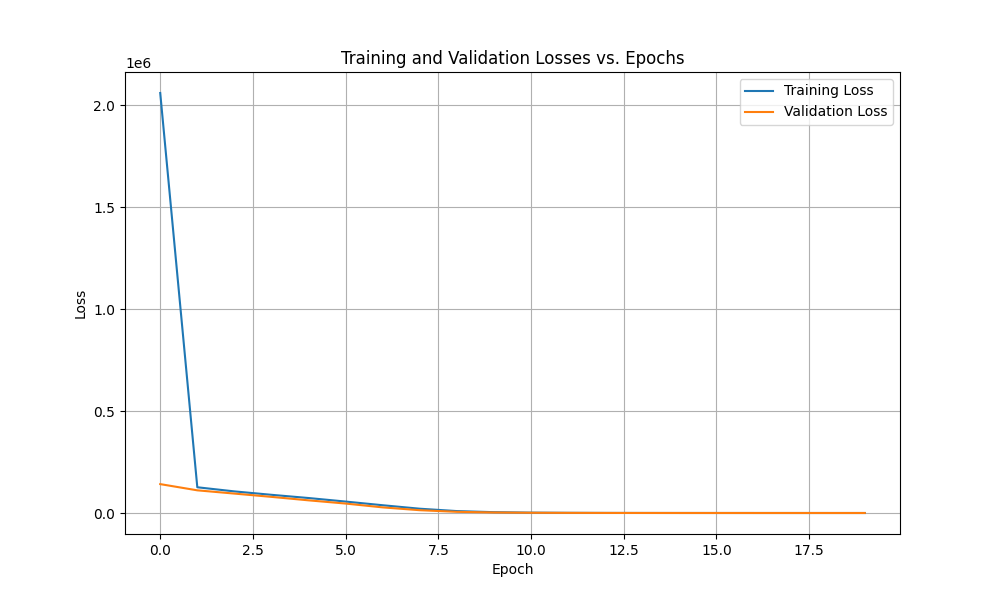 Training and Validation Losses vs. Epochs
1e6
Training Loss
Validation Loss
2.0
1.5
1.0
0.5
0.0
Loss
0.0 2.5 5.0 7.5 10.0 12.5 15.0 17.5
Epoch